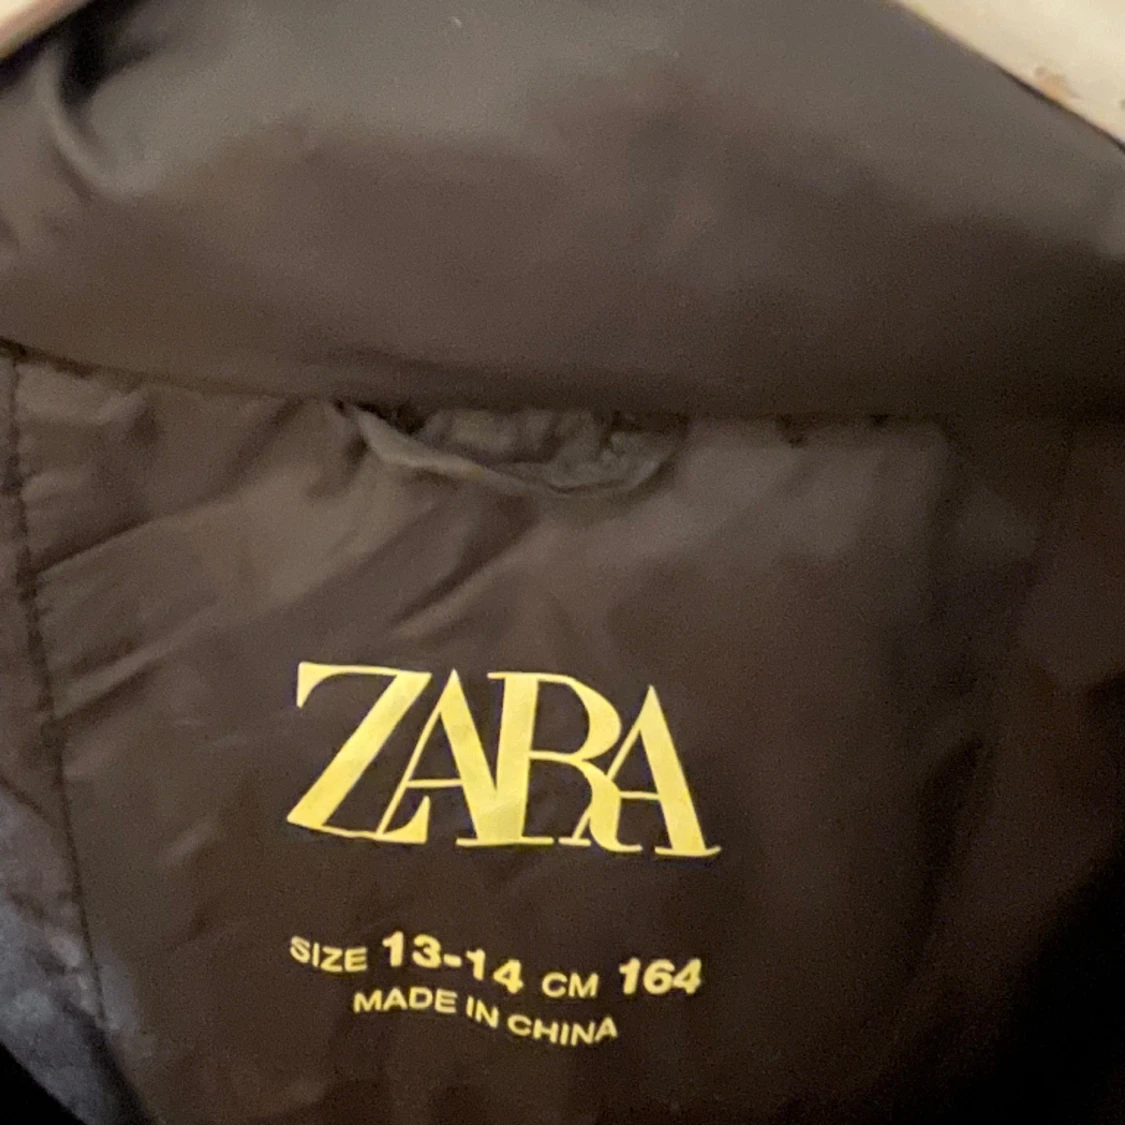 ZARA
SIZE 13-14 CM 164
MADE IN CHINA